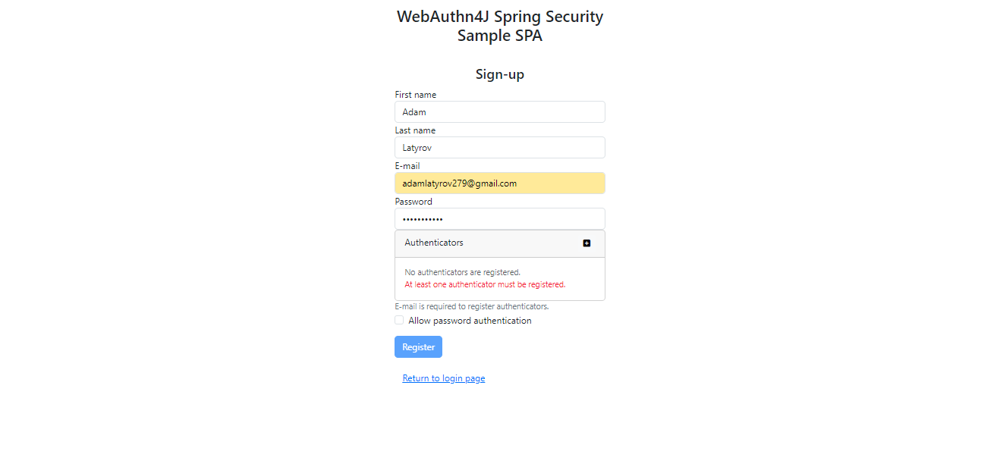 WebAuthn4J Spring Security
Sample SPA
Sign-up
First name
Adam
Last name
Latyrov
E-mail
adamlatyrov279@gmail.com
Password
•••••••••••
Authenticators
No authenticators are registered.
At least one authenticator must be registered.
E-mail is required to register authenticators.
Allow password authentication
Register
Return to login page